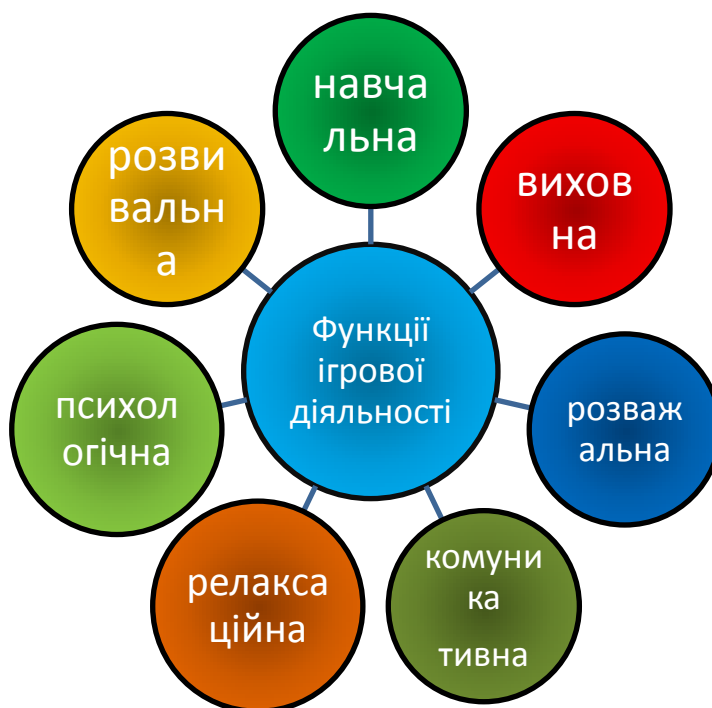 навча
льна
вихов
на
розваж
альна
комуни
ка
тивна
релакса
ційна
психол
огічна
розви
вальн
а
Функції
ігрової
діяльності